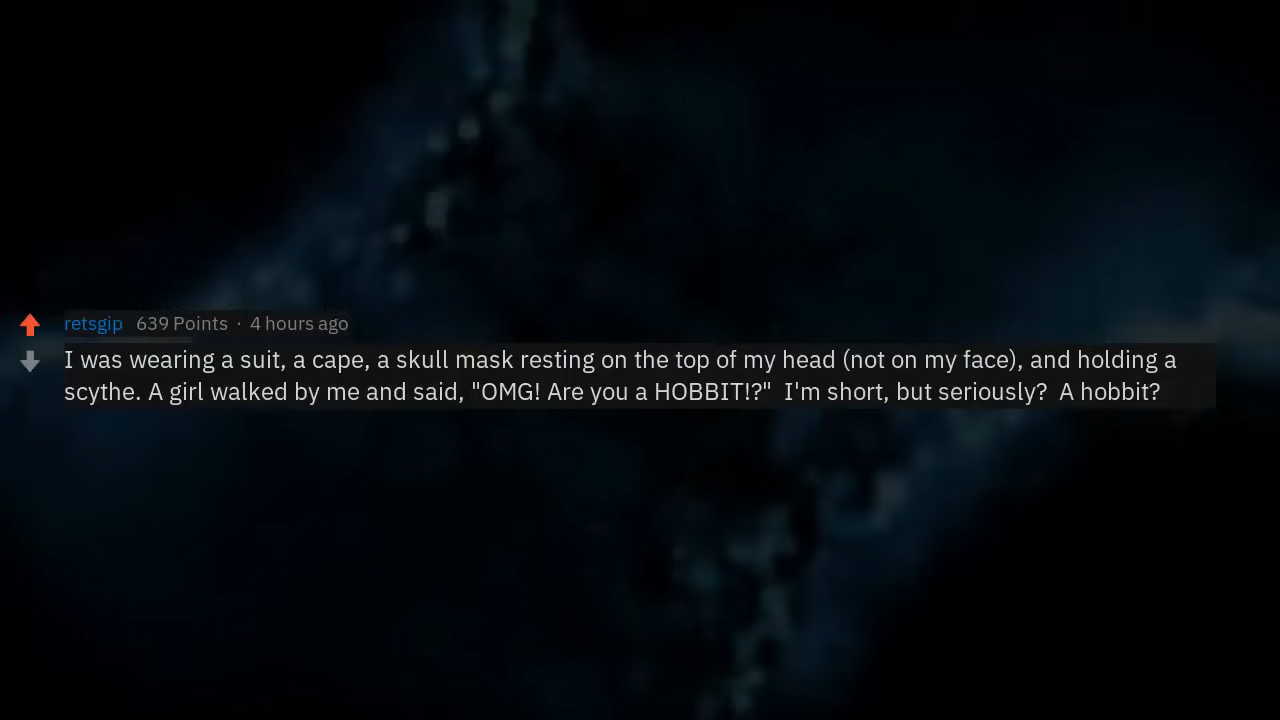 retsgip 639 Points · 4 hours ago
I was wearing a suit, a cape, a skull mask resting on the top of my head (not on my face), and holding a
scythe. A girl walked by me and said, "OMG! Are you a HOBBIT!?"  I'm short, but seriously?  A hobbit?